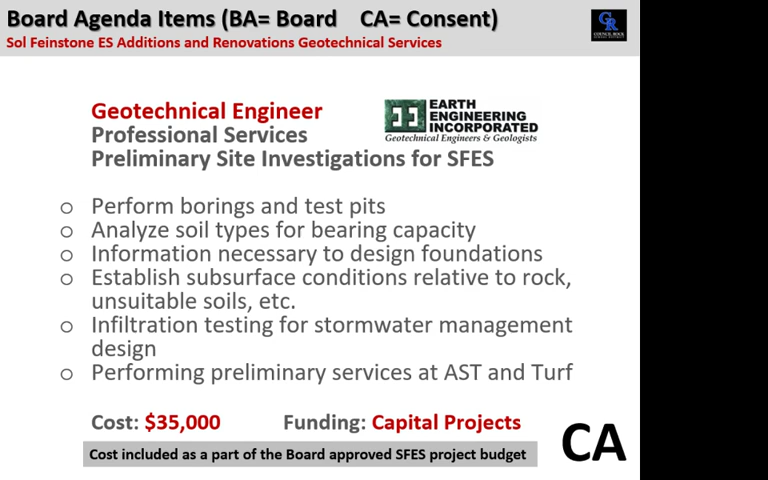 Board Agenda Items (BA= Board CA= Consent)
Sol Feinstone ES Additions and Renovations Geotechnical Services
GR
COUNCIL ROCK
Geotechnical Engineer
Professional Services
Preliminary Site Investigations for SFES
EARTH
ENGINEERING
INCORPORATED
Geotechnical Engineers & Geologists
o Perform borings and test pits
o Analyze soil types for bearing capacity
o Information necessary to design foundations
o Establish subsurface conditions relative to rock,
unsuitable soils, etc.
o Infiltration testing for stormwater management
design
o Performing preliminary services at AST and Turf
Cost: $35,000 Funding: Capital Projects
Cost included as a part of the Board approved SFES project budget
CA